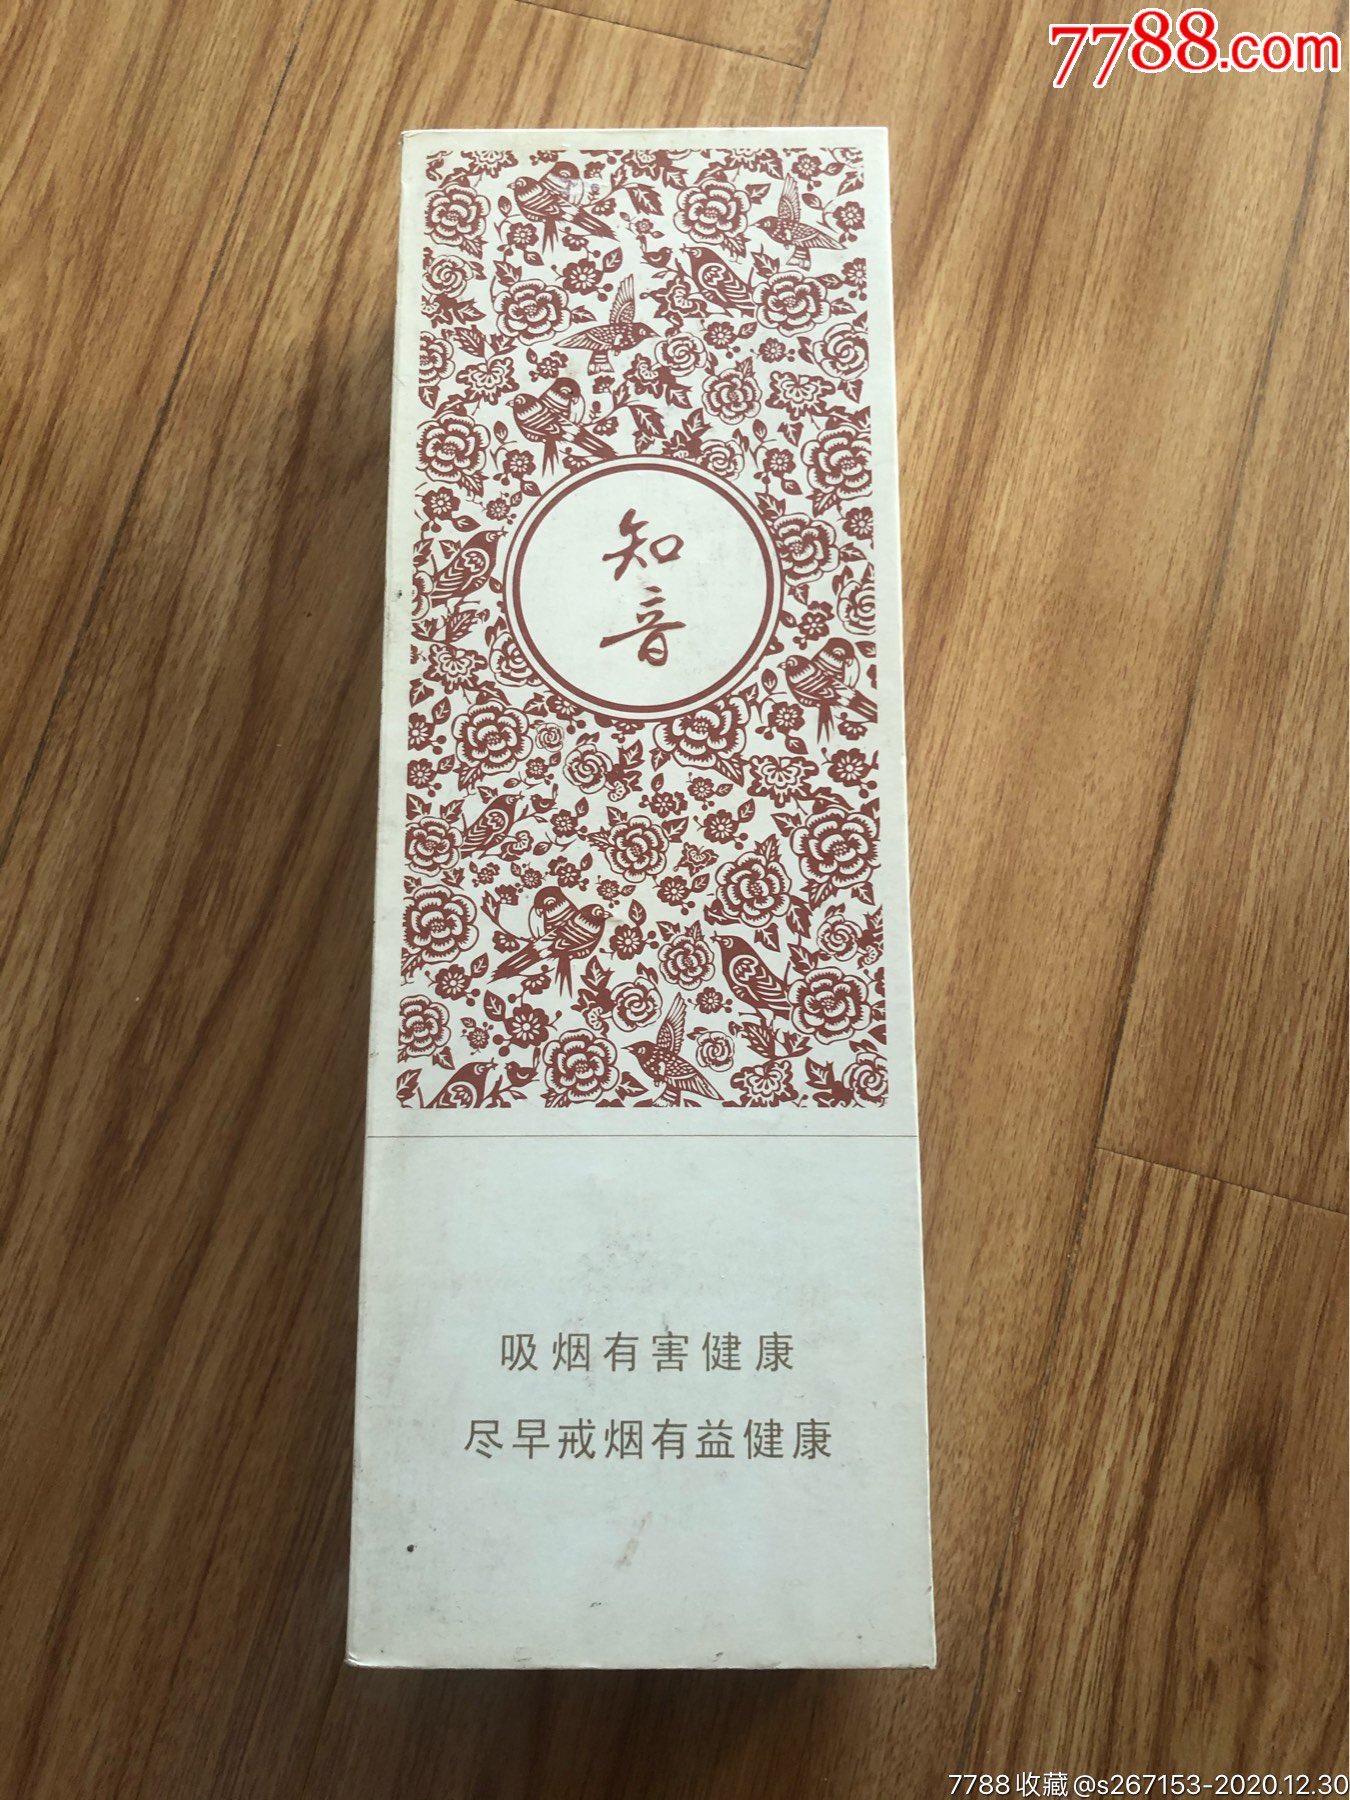 7788.com
知
音
吸烟有害健康
尽早戒烟有益健康
7788收藏@s267153-2020.12.30